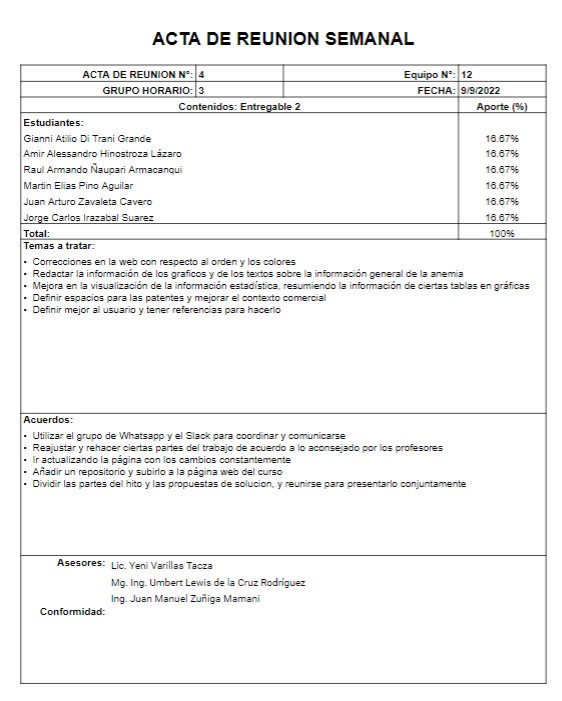 ACTA DE REUNION SEMANAL
ACTA DE REUNION N°: 4 Equipo N°: 12
GRUPO HORARIO: 3 FECHA: 9/9/2022
Contenidos: Entregable 2 Aporte (%)
Estudiantes:
Gianni Atilio Di Trani Grande 16.67%
Amir Alessandro Hinostroza Lázaro 16.67%
Raul Armando Ñaupari Armacanqui 16.67%
Martin Elias Pino Aguilar 16.67%
Juan Arturo Zavaleta Cavero 16.67%
Jorge Carlos Irazabal Suarez 16.67%
Total: 100%
Temas a tratar:
• Correcciones en la web con respecto al orden y los colores
• Redactar la información de los graficos y de los textos sobre la información general de la anemia
• Mejora en la visualización de la información estadística, resumiendo la información de ciertas tablas en gráficas
• Definir espacios para las patentes y mejorar el contexto comercial
• Definir mejor al usuario y tener referencias para hacerlo
Acuerdos:
• Utilizar el grupo de Whatsapp y el Slack para coordinar y comunicarse
• Reajustar y rehacer ciertas partes del trabajo de acuerdo a lo aconsejado por los profesores
• Ir actualizando la página con los cambios constantemente
• Añadir un repositorio y subirlo a la página web del curso
• Dividir las partes del hito y las propuestas de solucion, y reunirse para presentarlo conjuntamente
Asesores: Lic. Yeni Varillas Tacza
Mg. Ing. Umbert Lewis de la Cruz Rodríguez
Ing. Juan Manuel Zuñiga Mamani
Conformidad: